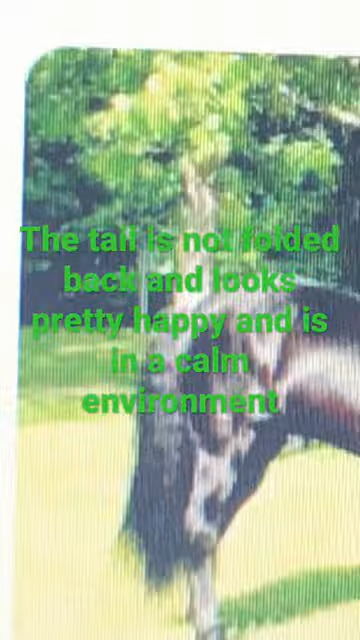 The tail is not folded
back and looks
pretty happy and is
in a calm
environment